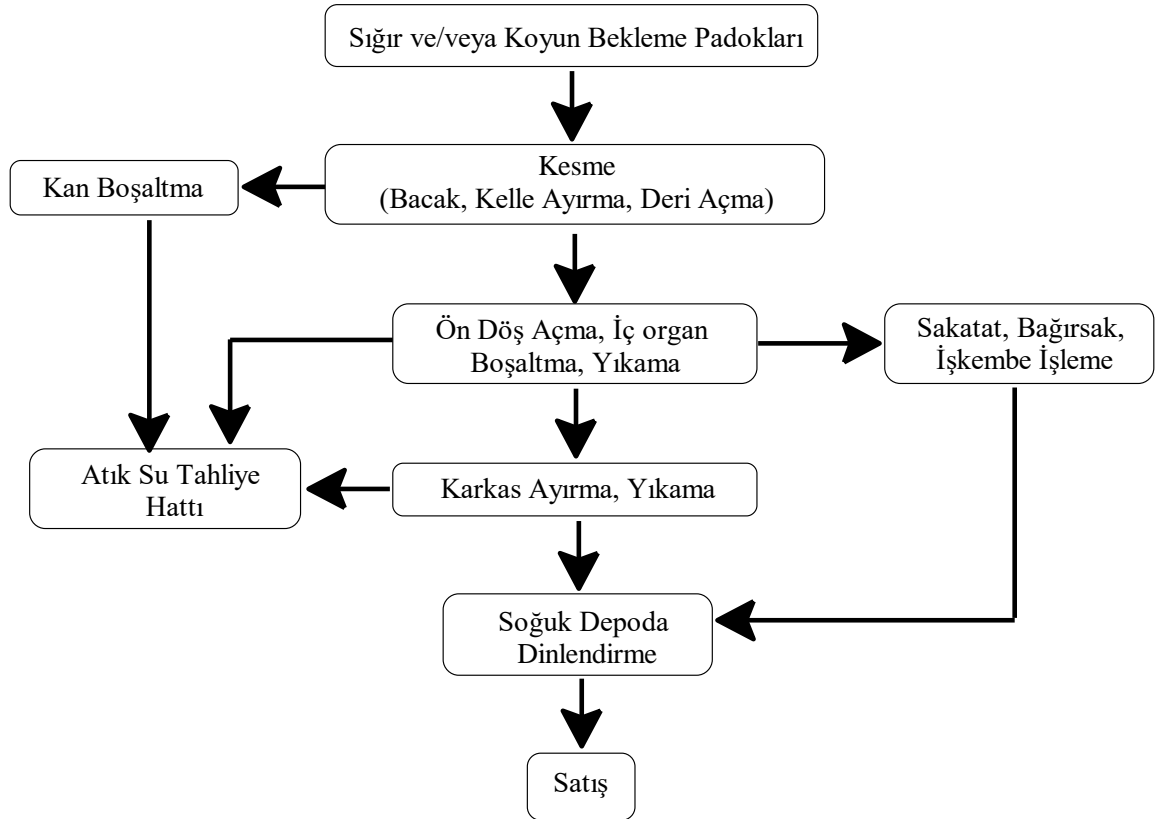 Sığır ve/veya Koyun Bekleme Padokları
Kesme
(Bacak, Kelle Ayırma, Deri Açma)
Kan Boşaltma
Ön Döş Açma, İç organ
Boşaltma, Yıkama
Sakatat, Bağırsak,
İşkembe İşleme
Atık Su Tahliye
Hattı
Karkas Ayırma, Yıkama
Soğuk Depoda
Dinlendirme
Satış